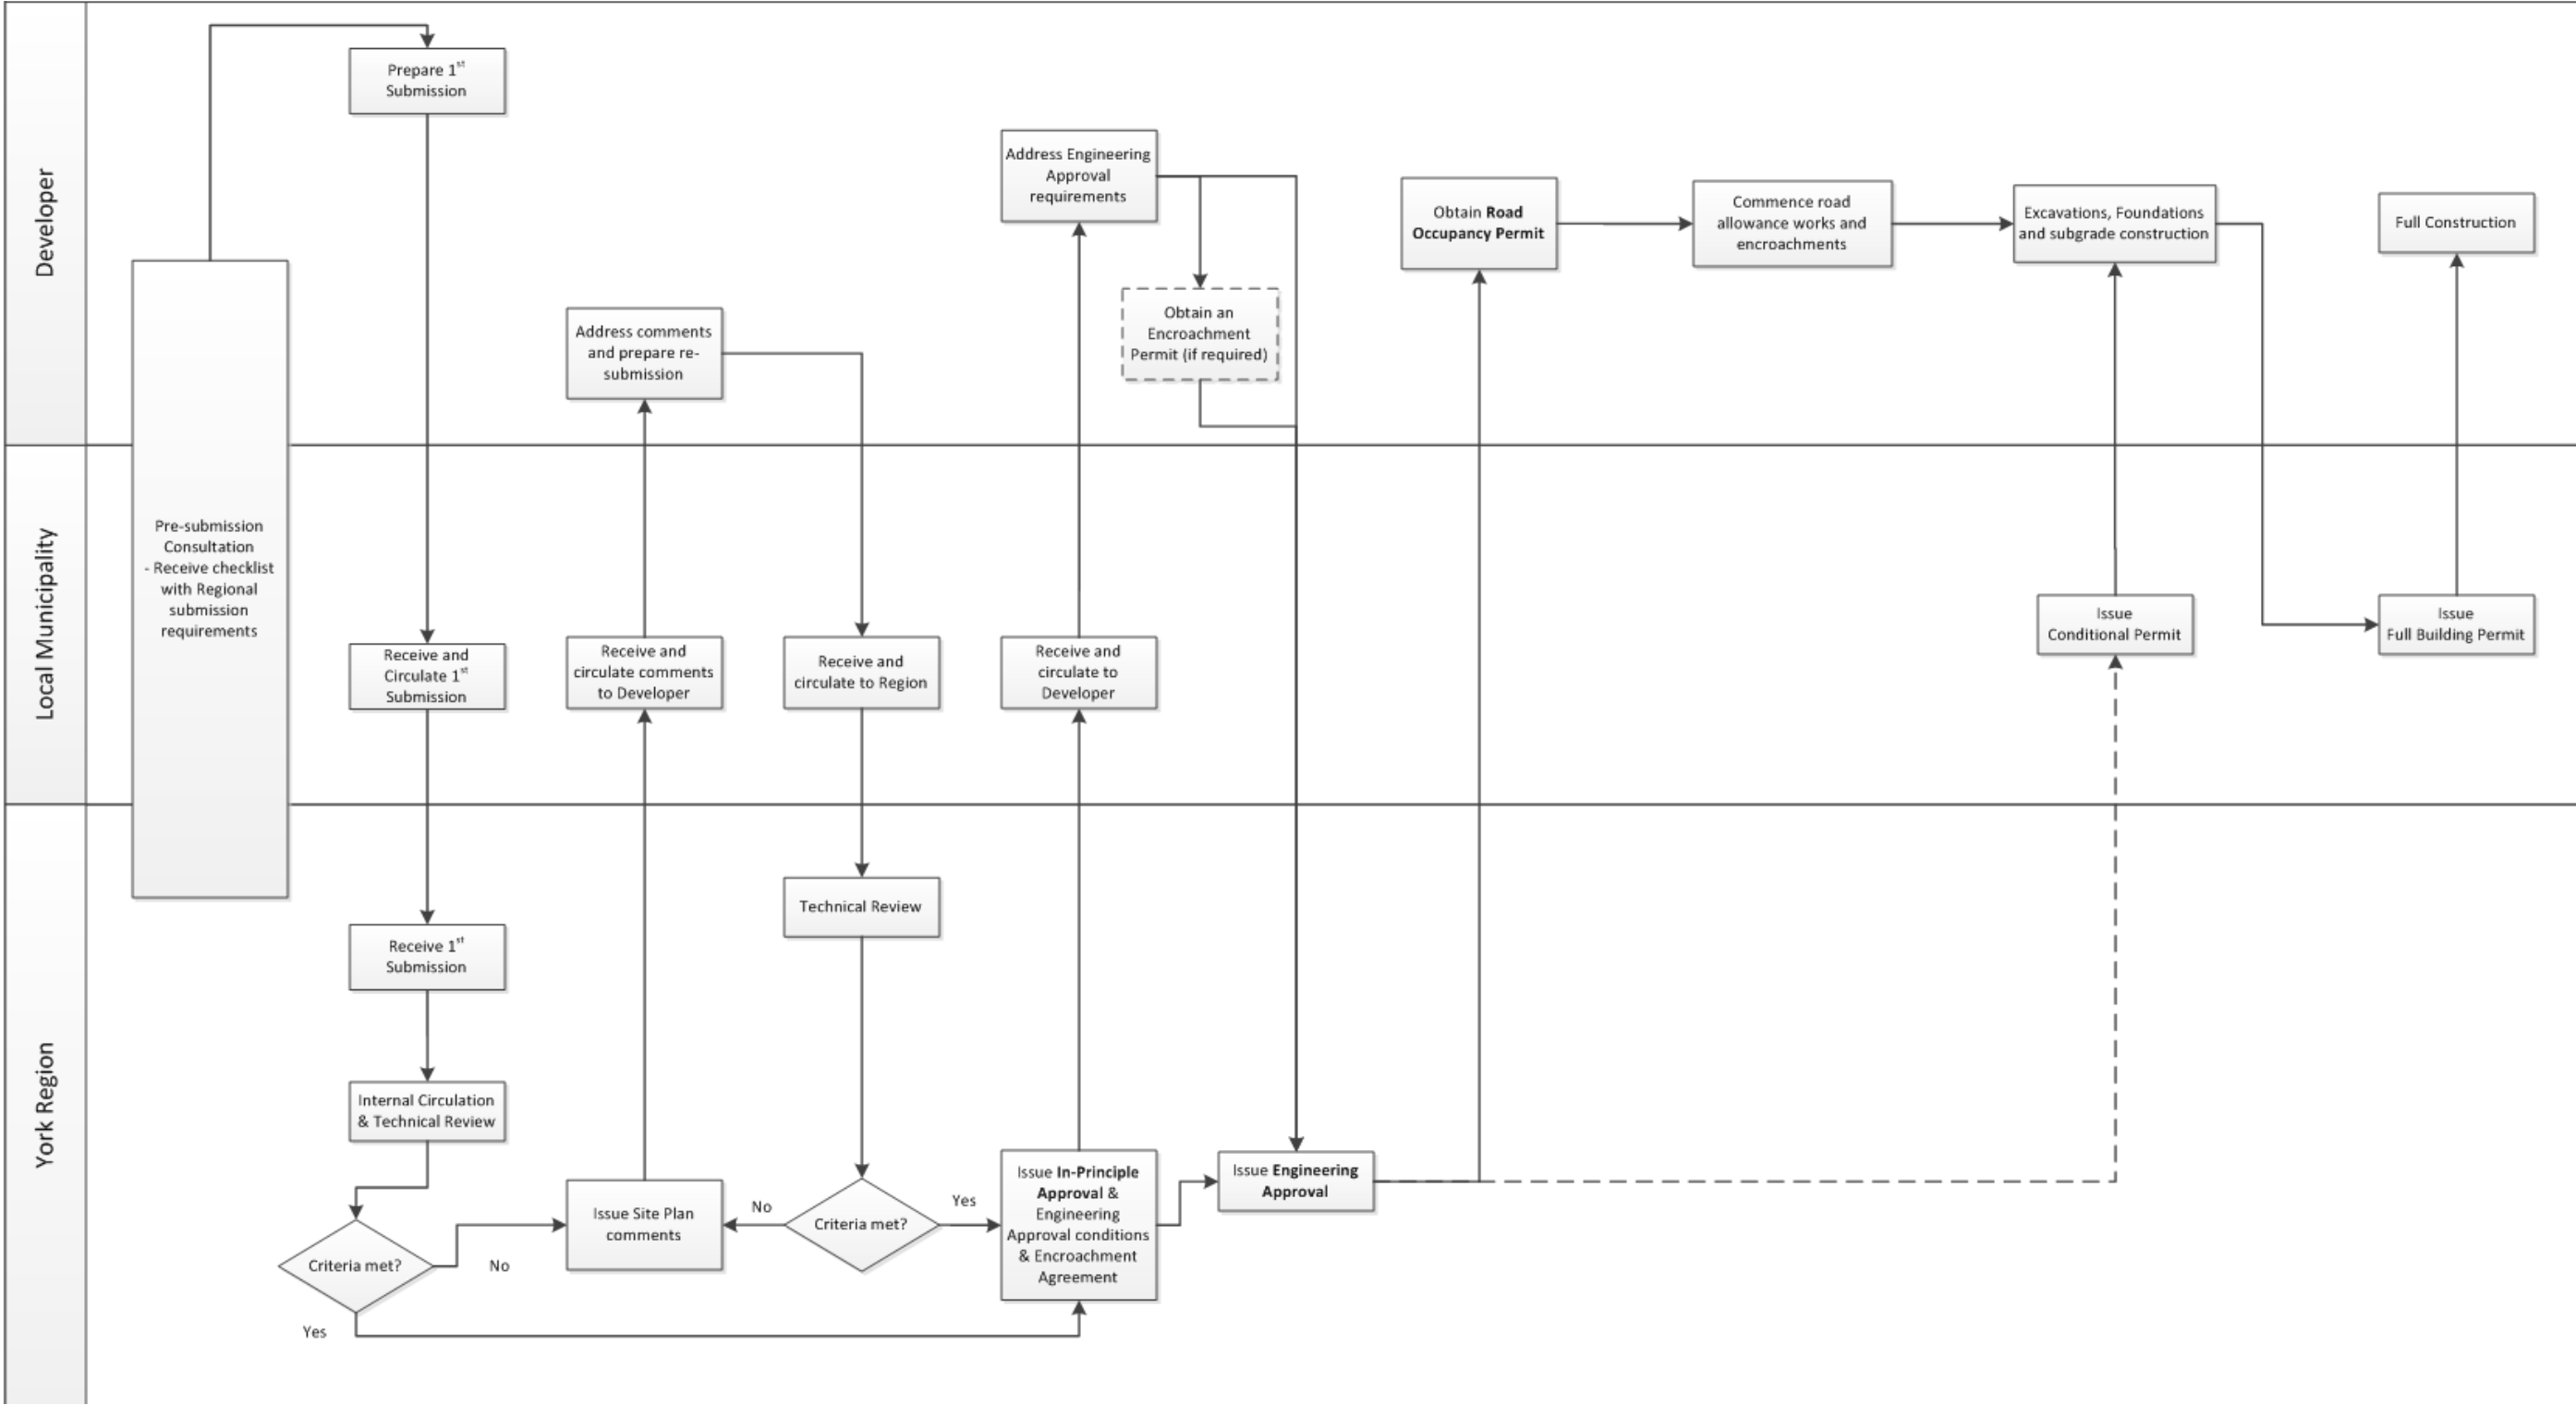 Developer
Prepare 1st
Submission
Address Engineering
Approval
requirements
Obtain an
Encroachment
Permit (if required)
Obtain Road
Occupancy Permit
Commence road
allowance works and
encroachments
Excavations, Foundations
and subgrade construction
Full Construction
Address comments
and prepare re-
submission
Local Municipality
Pre-submission
Consultation
- Receive checklist
with Regional
submission
requirements
Receive and
Circulate 1st
Submission
Receive and
circulate comments
to Developer
Receive and
circulate to Region
Receive and
circulate to
Developer
Issue
Conditional Permit
Issue
Full Building Permit
York Region
Receive 1st
Submission
Internal Circulation
& Technical Review
Criteria met?
No
Yes
Issue Site Plan
comments
Technical Review
Criteria met?
No
Yes
Issue In-Principle
Approval &
Engineering
Approval conditions
& Encroachment
Agreement
Issue Engineering
Approval